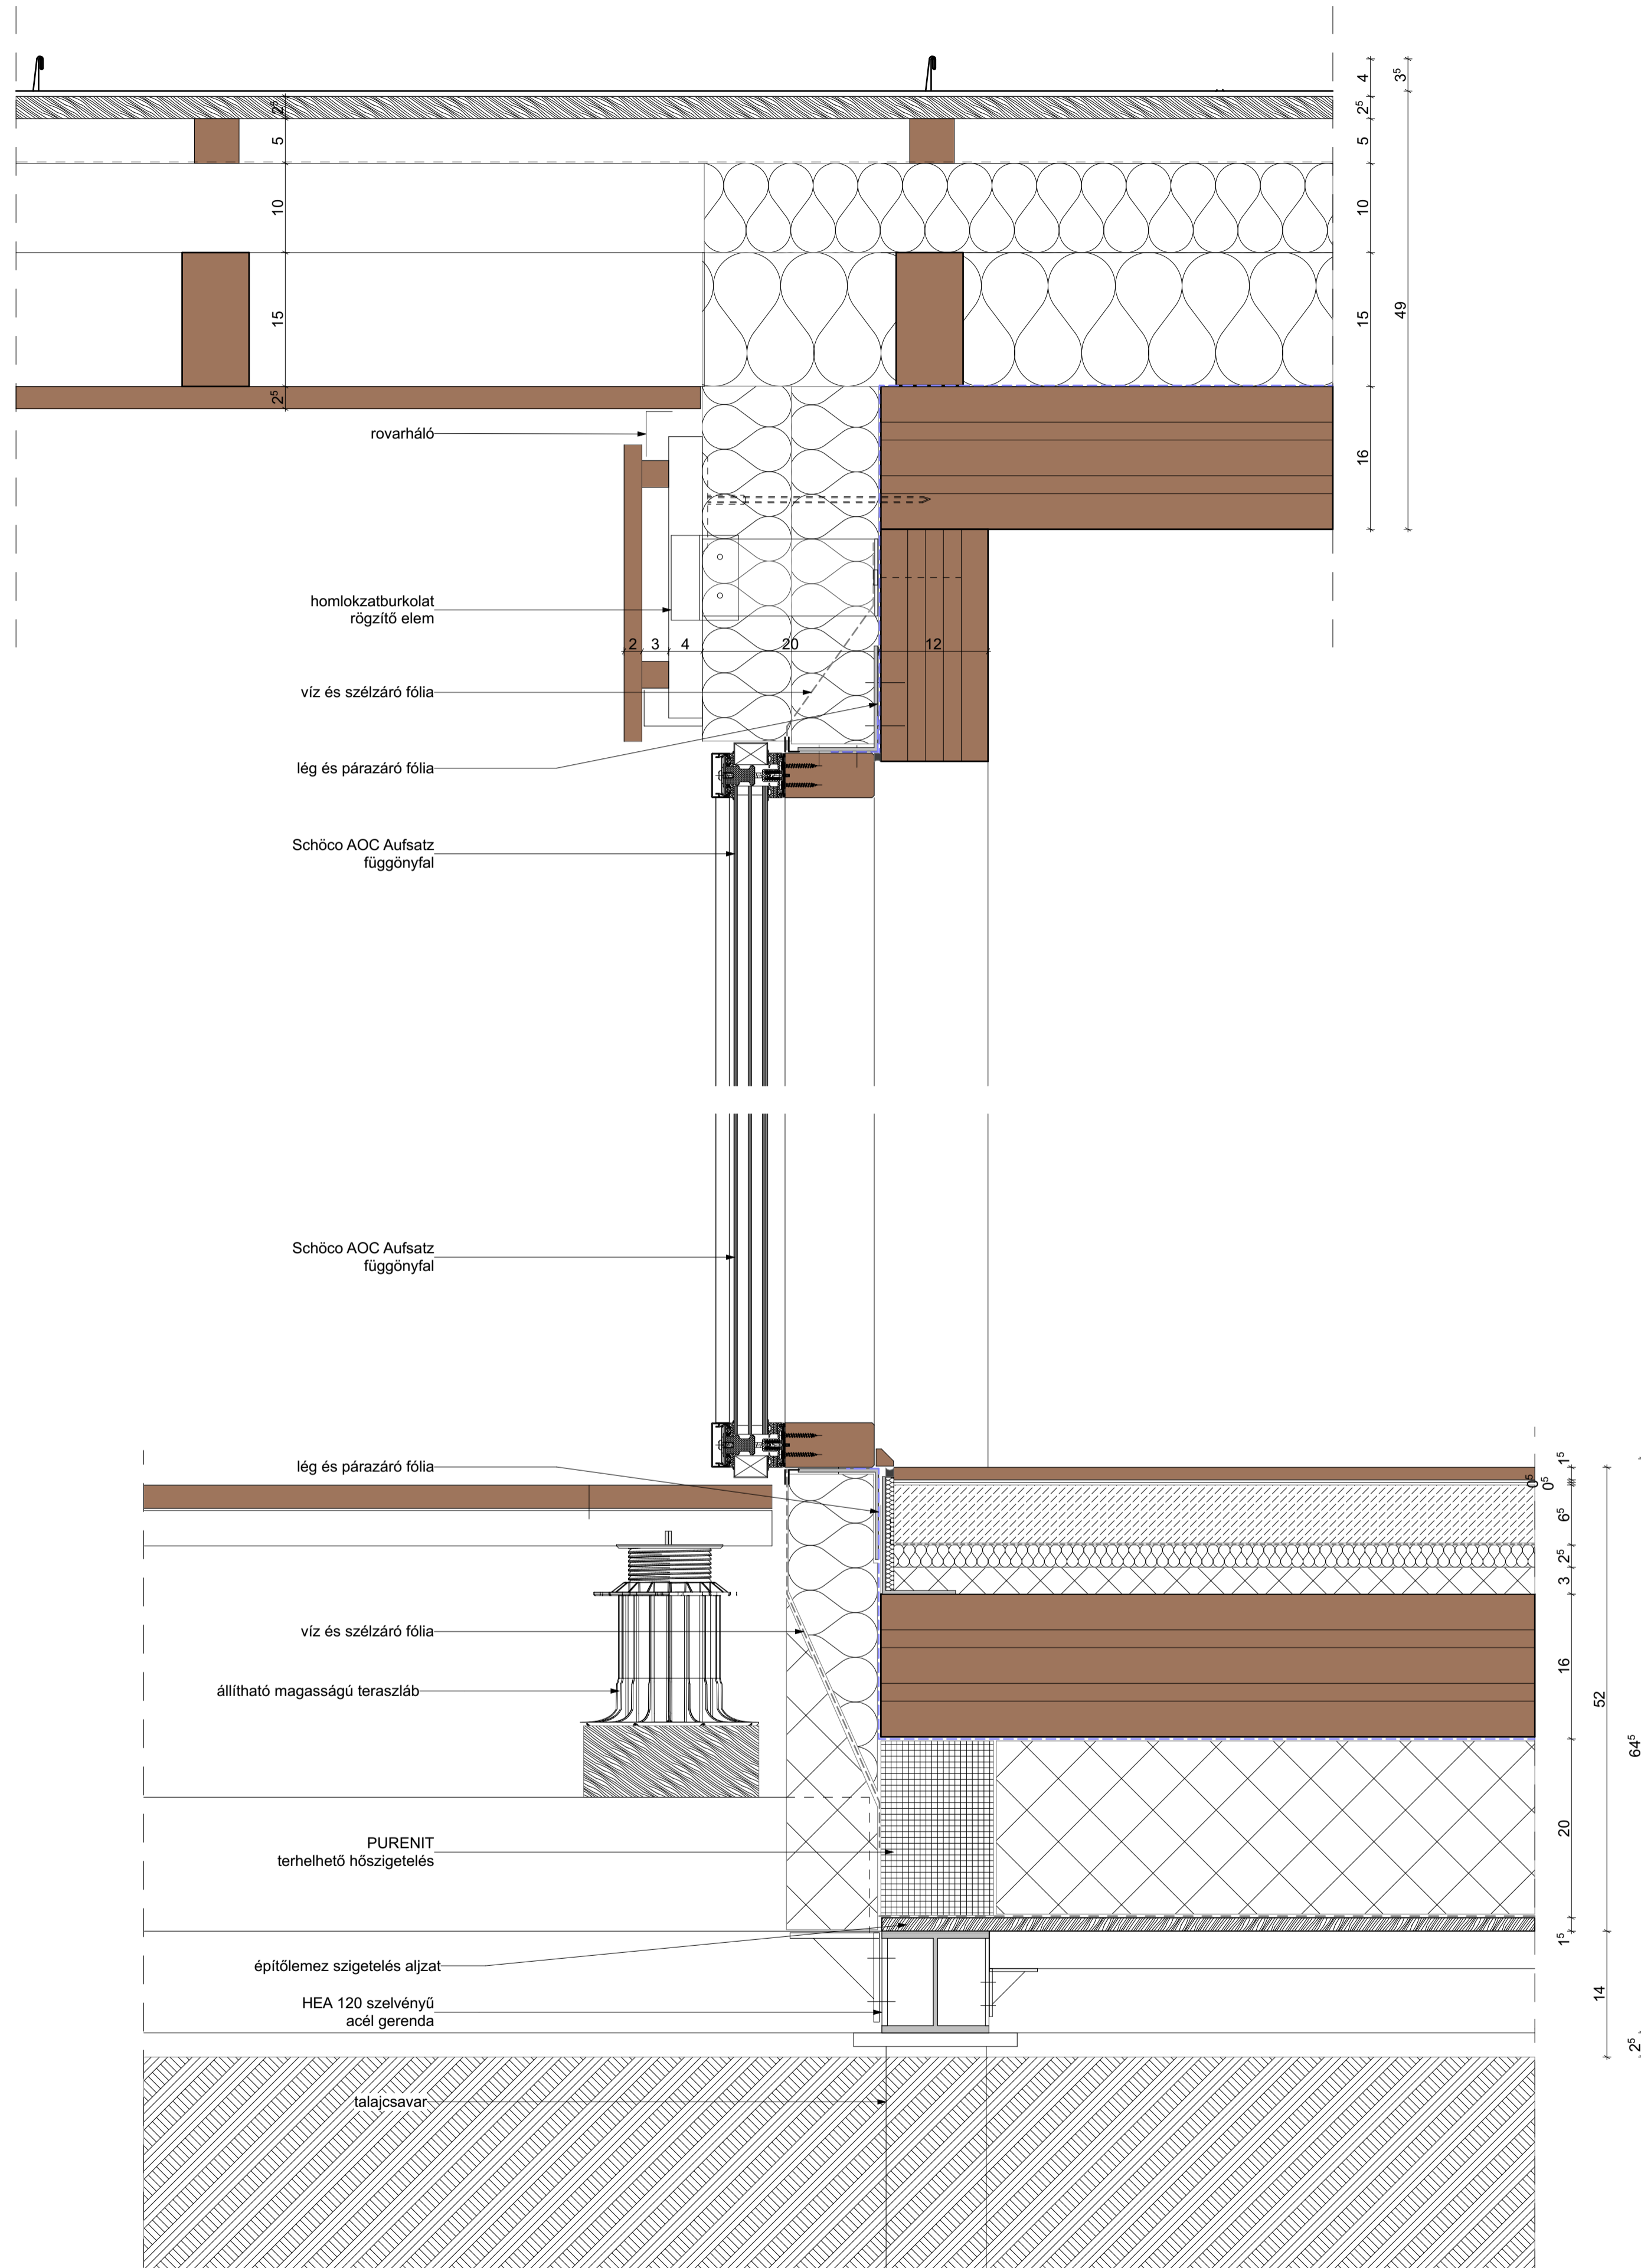 4
3⁵
2⁵
2⁵
5
5
10
10
15
15
49
2⁵
rovarháló
16
homlokzatburkolat
rögzítő elem
2 3 4 20 12
víz és szélzáró fólia
lég és párazáró fólia
Schöco AOC Aufsatz
függönyfal
Schöco AOC Aufsatz
függönyfal
lég és párazáró fólia
1⁵
0⁵
0⁵
6⁵
2⁵
3
víz és szélzáró fólia
16
állítható magasságú teraszláb
52
64⁵
20
PURENIT
terhelhető hőszigetelés
1⁵
építőlemez szigetelés aljzat
14
HEA 120 szelvényű
acél gerenda
2⁵
talajcsavar